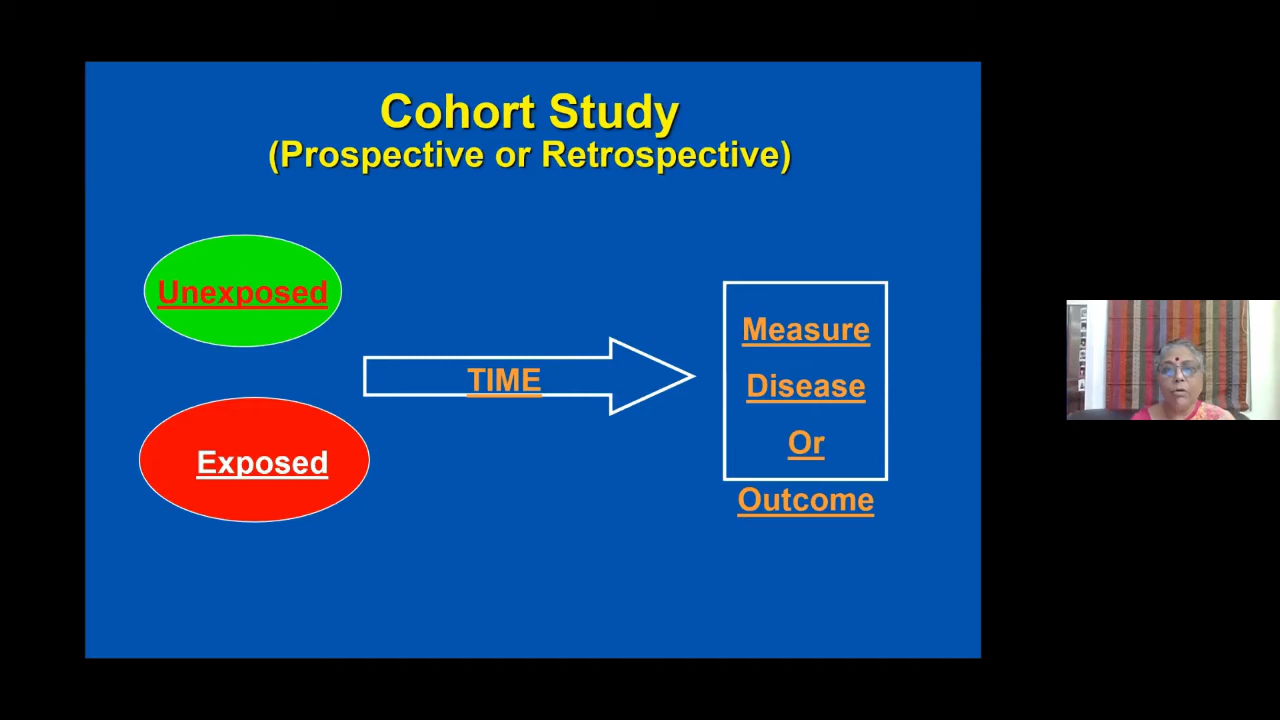 Cohort Study
(Prospective or Retrospective)
Unexposed
Exposed
TIME
Measure
Disease
Or
Outcome